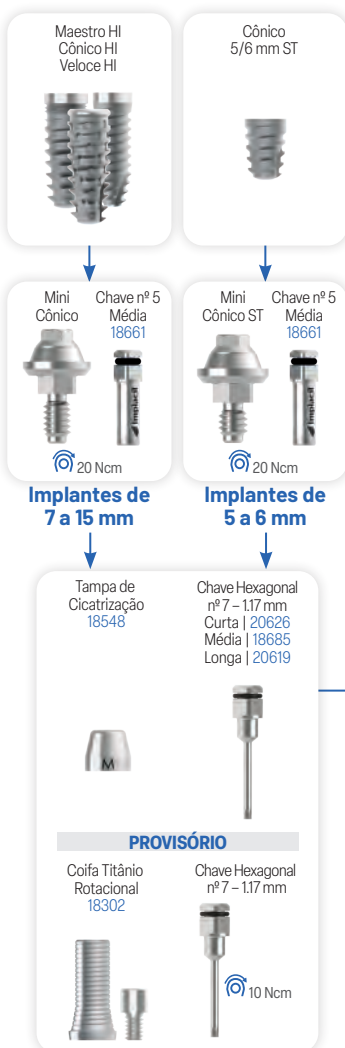 Maestro HI
Cônico HI
Veloce HI
Cônico
5/6 mm ST
Mini
Cônico
Chave nº 5
Média
18661
Implacil
20 Ncm
Mini
Cônico ST
Chave nº 5
Média
18661
Implacil
20 Ncm
Implantes de
7 a 15 mm
Implantes de
5 a 6 mm
Tampa de
Cicatrização
18548
M
Chave Hexagonal
nº 7 – 1.17 mm
Curta | 20626
Média | 18685
Longa | 20619
PROVISÓRIO
Coifa Titânio
Rotacional
18302
Chave Hexagonal
nº 7 – 1.17 mm
10 Ncm